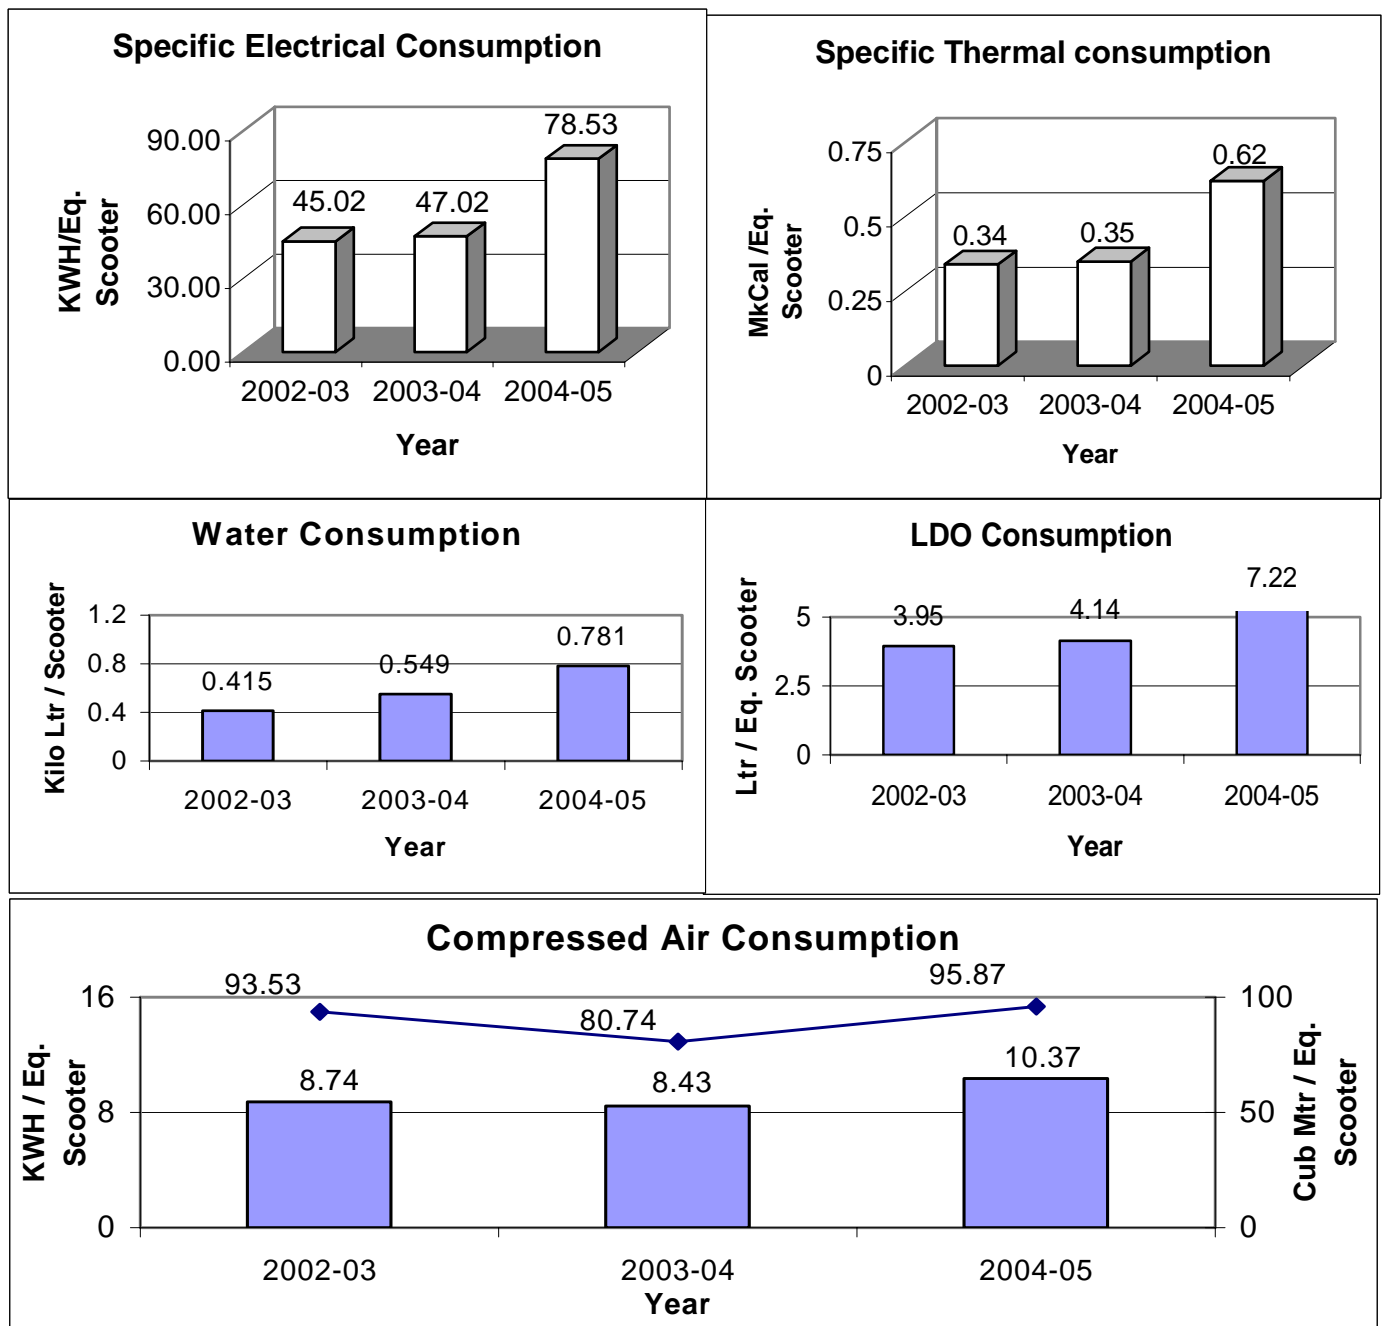 Specific Electrical Consumption
KWH/Eq.
Scooter
90.00
60.00
30.00
0.00
45.02
47.02
78.53
2002-03 2003-04 2004-05
Year
Specific Thermal consumption
MkCal /Eq.
Scooter
0.75
0.5
0.25
0
0.34
0.35
0.62
2002-03 2003-04 2004-05
Year
Water Consumption
Kilo Ltr / Scooter
1.2
0.8
0.4
0
0.415
0.549
0.781
2002-03 2003-04 2004-05
Year
LDO Consumption
Ltr / Eq. Scooter
5
2.5
0
3.95
4.14
7.22
2002-03 2003-04 2004-05
Year
Compressed Air Consumption
KWH / Eq.
Scooter
16
8
0
93.53
80.74
95.87
8.74
8.43
10.37
100
50
0
Cub Mtr / Eq.
Scooter
2002-03 2003-04 2004-05
Year